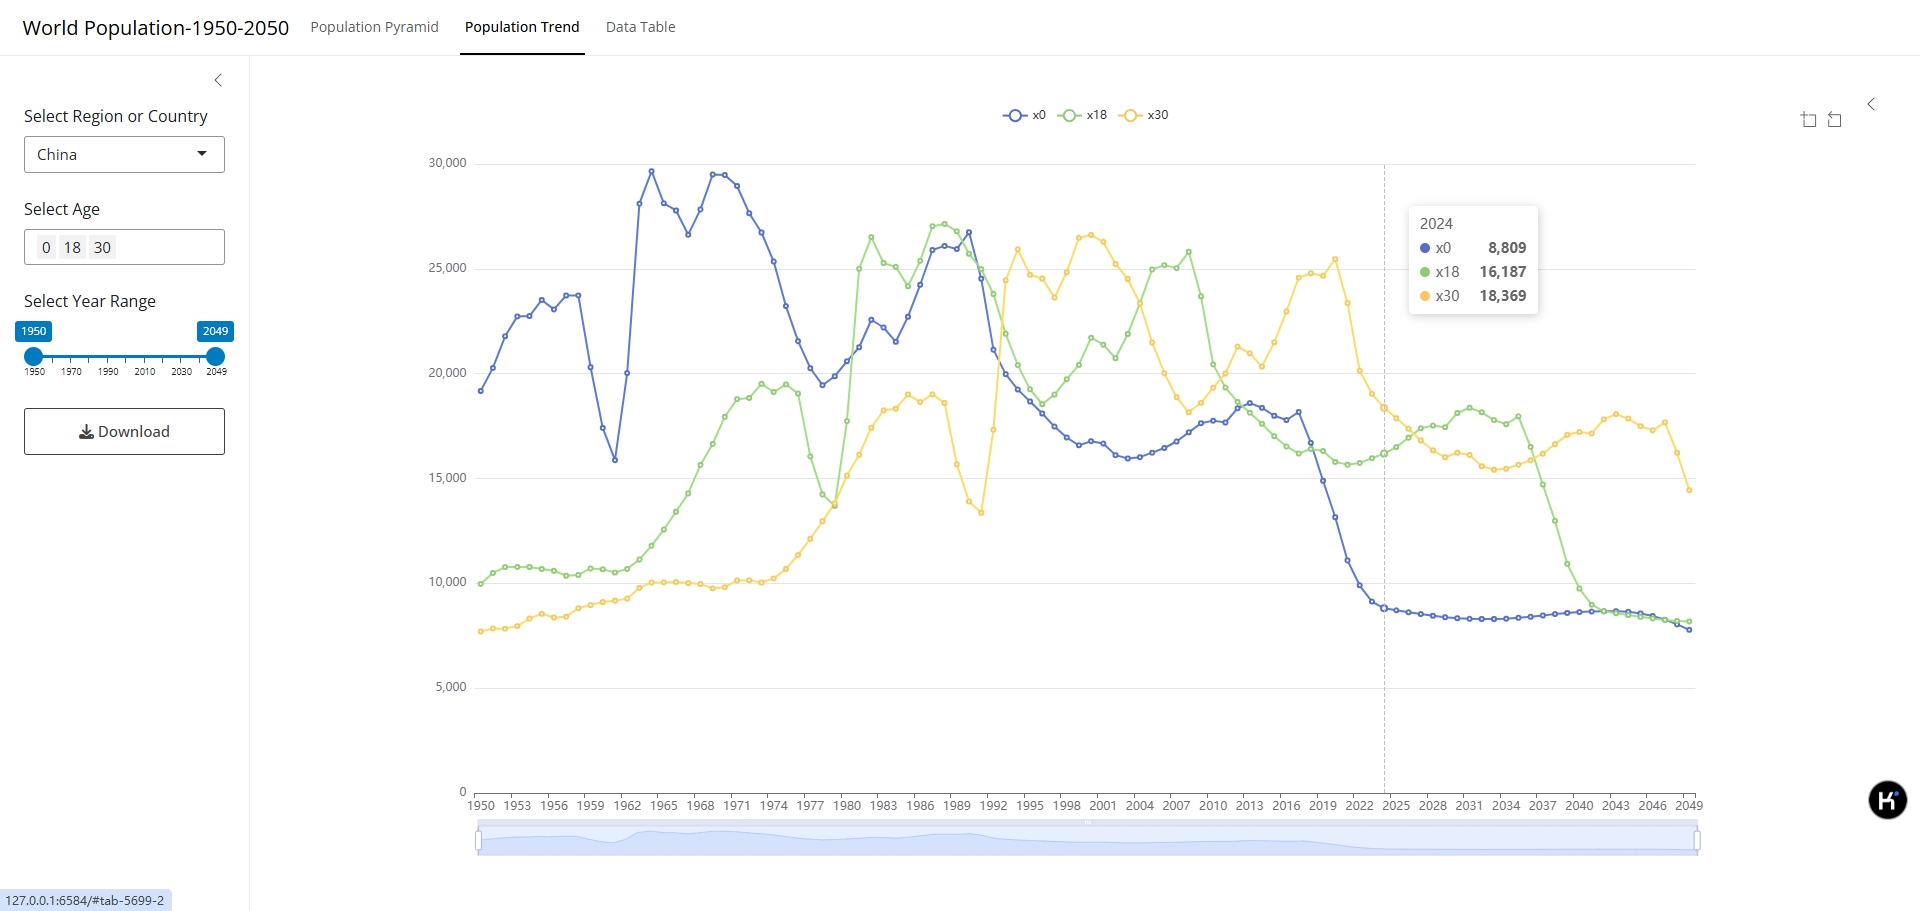 World Population-1950-2050 Population Pyramid Population Trend Data Table
Select Region or Country
China
Select Age
0 18 30
Select Year Range
1950 2049
1950 1970 1990 2010 2030 2049
Download
x0 x18 x30
30,000
25,000
20,000
15,000
10,000
5,000
0
2024
x0 8,809
x18 16,187
x30 18,369
1950 1953 1956 1959 1962 1965 1968 1971 1974 1977 1980 1983 1986 1989 1992 1995 1998 2001 2004 2007 2010 2013 2016 2019 2022 2025 2028 2031 2034 2037 2040 2043 2046 2049
K
127.0.0.1:6584/#tab-5699-2